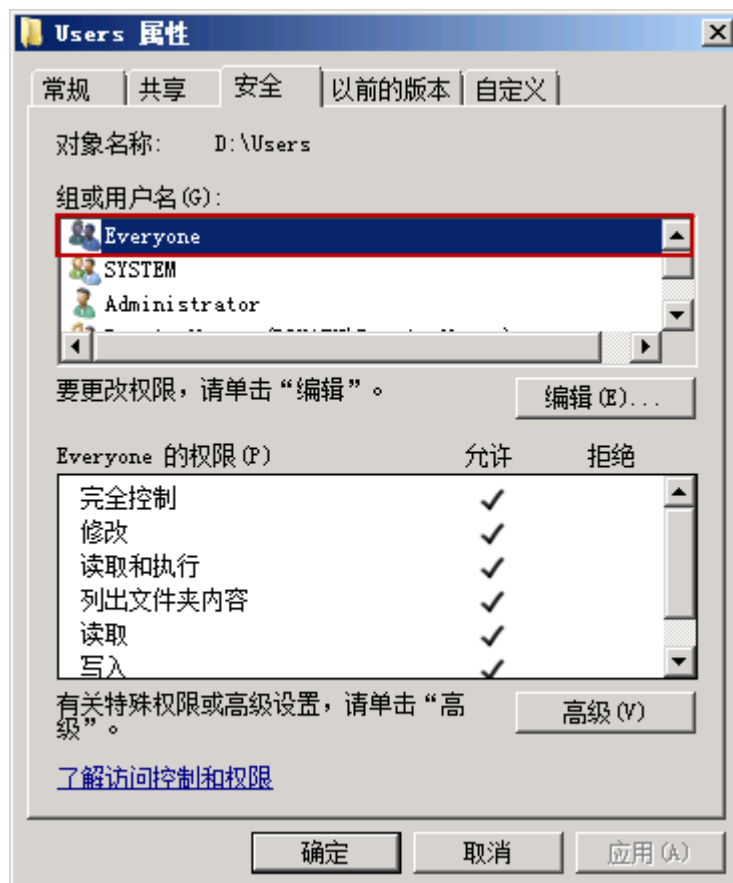 Users 属性
常规 共享 安全 以前的版本 自定义
对象名称: D:\Users
组或用户名(G):
Everyone
SYSTEM
Administrator
要更改权限，请单击“编辑”。
编辑(E)...
Everyone 的权限(P) 允许 拒绝
完全控制
修改
读取和执行
列出文件夹内容
读取
写入
有关特殊权限或高级设置，请单击“高
级”。
高级(V)
了解访问控制和权限
确定 取消 应用(A)